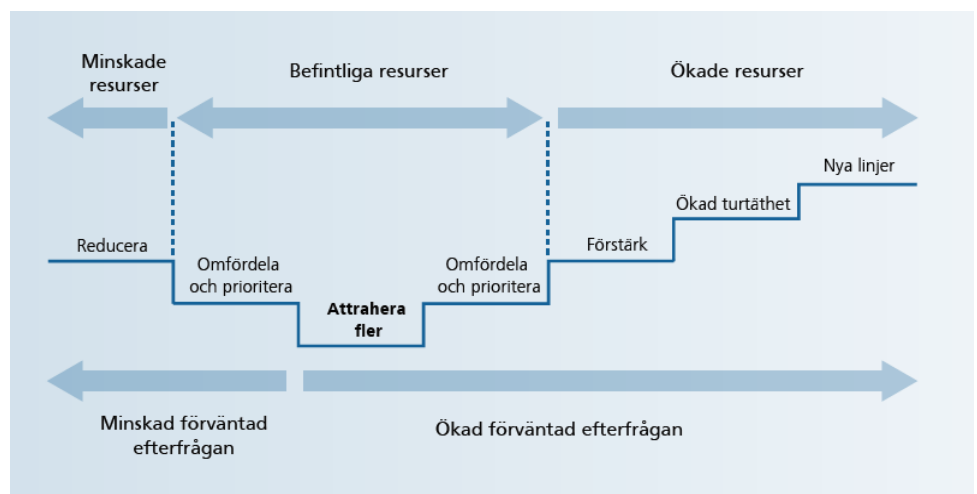 Minskade
resurser
Befintliga resurser
Ökade resurser
Nya linjer
Ökad turtäthet
Reducera
Omfördela
och prioritera
Attrahera
fler
Omfördela
och prioritera
Förstärk
Minskad förväntad
efterfrågan
Ökad förväntad efterfrågan